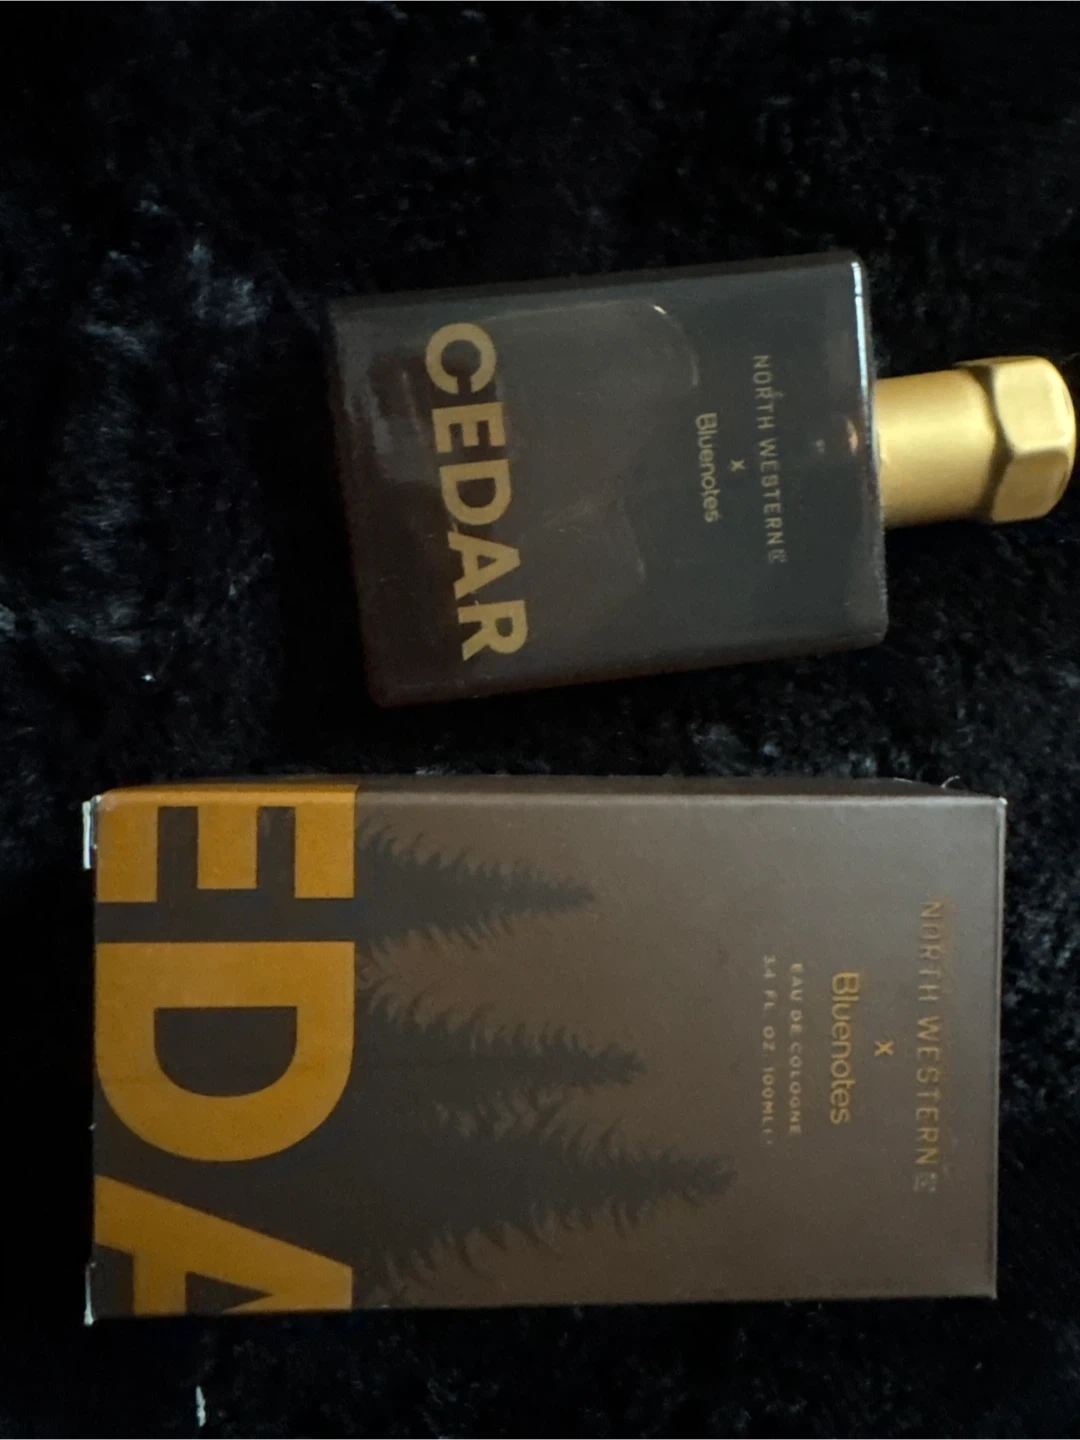 NORTH WESTERN
x
Bluenotes
CEDAR
NORTH WESTERN
x
Bluenotes
EAU DE COLOGNE
3.4 FL. OZ. 100ML
EDA